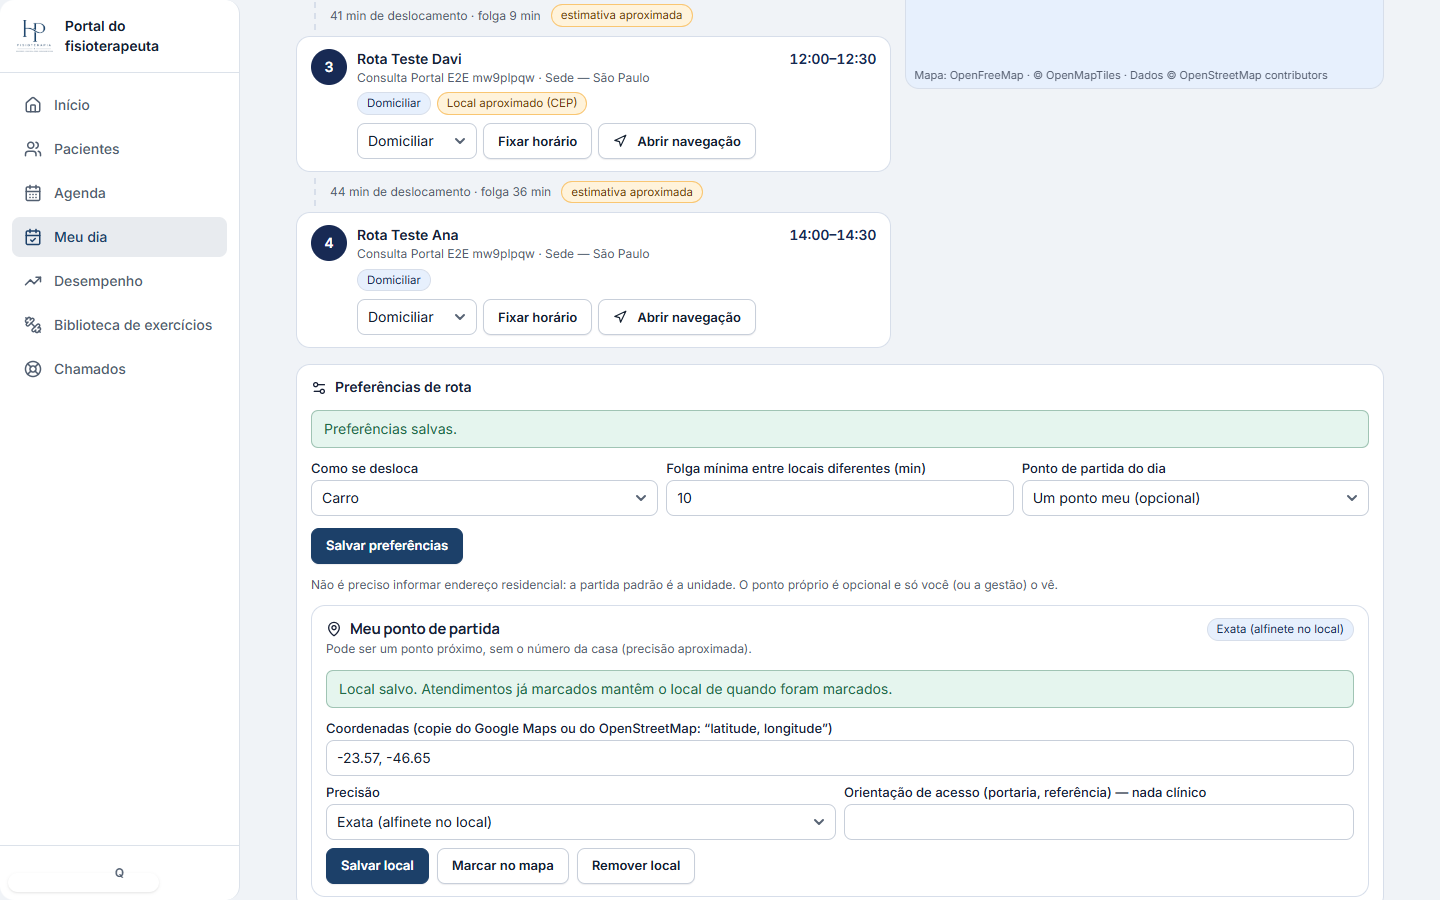 HP
Portal do
fisioterapeuta
Início
Pacientes
Agenda
Meu dia
Desempenho
Biblioteca de exercícios
Chamados
Q
41 min de deslocamento · folga 9 min estimativa aproximada
3 Rota Teste Davi 12:00–12:30
Consulta Portal E2E mw9plpqw · Sede — São Paulo
Domiciliar Local aproximado (CEP)
Domiciliar Fixar horário Abrir navegação
44 min de deslocamento · folga 36 min estimativa aproximada
4 Rota Teste Ana 14:00–14:30
Consulta Portal E2E mw9plpqw · Sede — São Paulo
Domiciliar
Domiciliar Fixar horário Abrir navegação
Mapa: OpenFreeMap · © OpenMapTiles · Dados © OpenStreetMap contributors
Preferências de rota
Preferências salvas.
Como se desloca Folga mínima entre locais diferentes (min) Ponto de partida do dia
Carro 10 Um ponto meu (opcional)
Salvar preferências
Não é preciso informar endereço residencial: a partida padrão é a unidade. O ponto próprio é opcional e só você (ou a gestão) o vê.
Meu ponto de partida Exata (alfinete no local)
Pode ser um ponto próximo, sem o número da casa (precisão aproximada).
Local salvo. Atendimentos já marcados mantêm o local de quando foram marcados.
Coordenadas (copie do Google Maps ou do OpenStreetMap: “latitude, longitude”)
-23.57, -46.65
Precisão Orientação de acesso (portaria, referência) — nada clínico
Exata (alfinete no local)
Salvar local Marcar no mapa Remover local